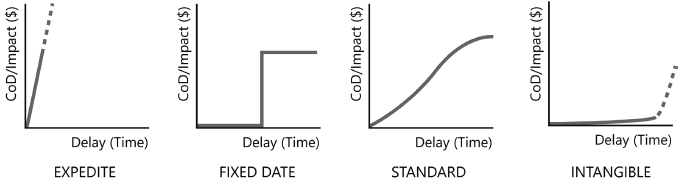 CoD/Impact ($)
Delay (Time)
EXPEDITE
CoD/Impact ($)
Delay (Time)
FIXED DATE
CoD/Impact ($)
Delay (Time)
STANDARD
CoD/Impact ($)
Delay (Time)
INTANGIBLE